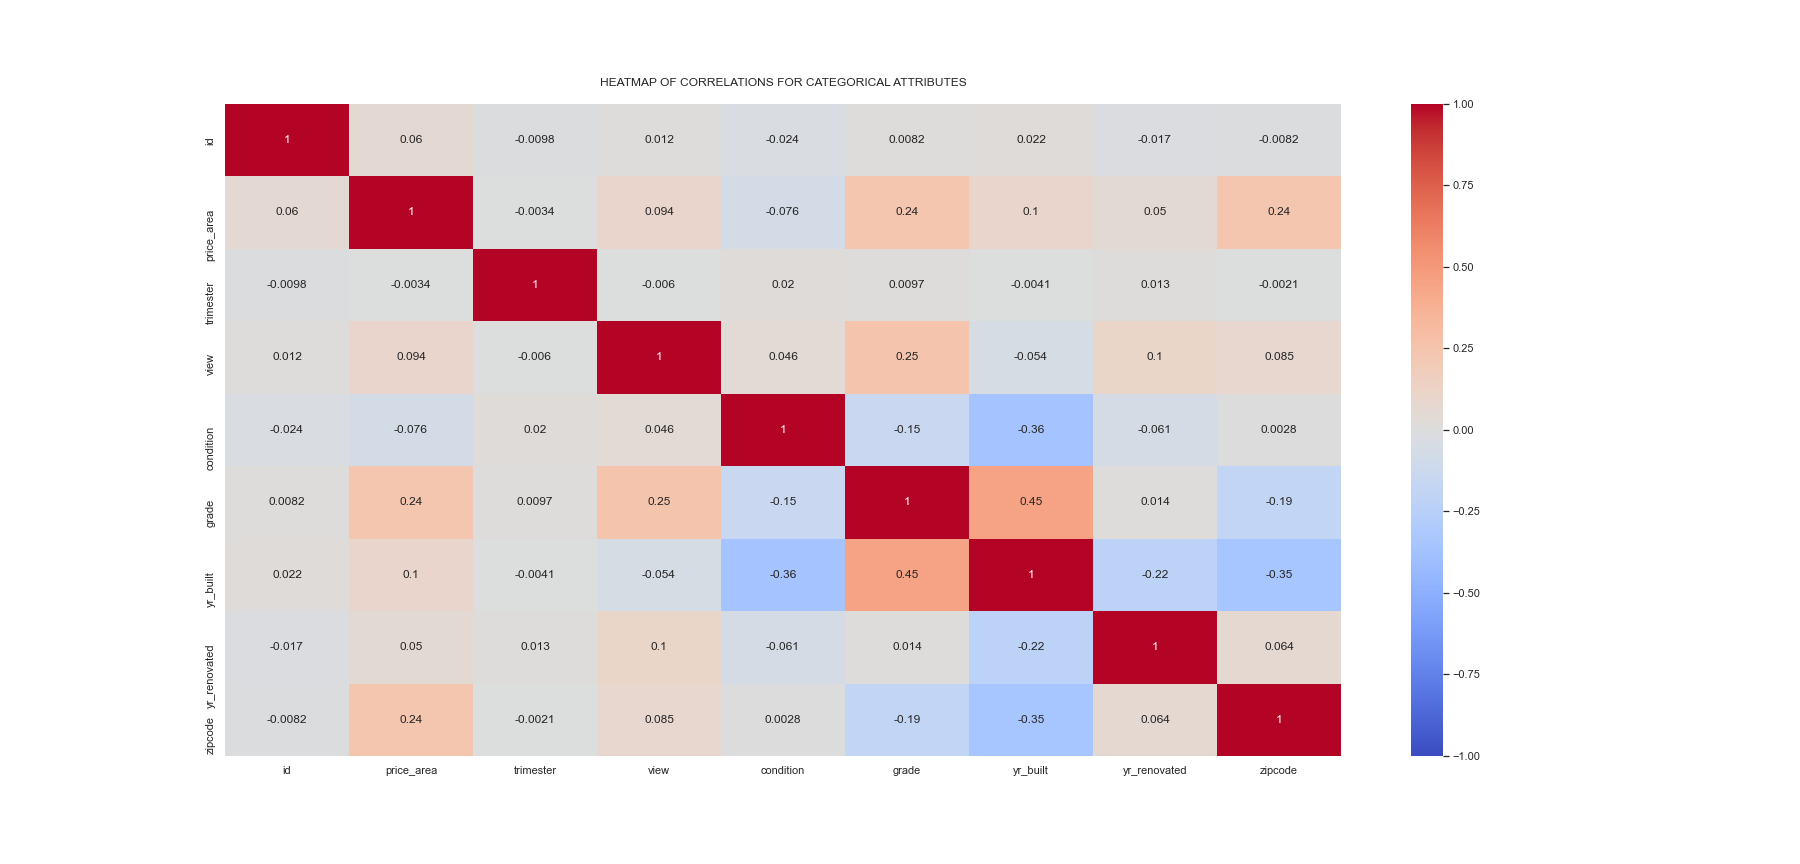 HEATMAP OF CORRELATIONS FOR CATEGORICAL ATTRIBUTES
id 1 0.06 -0.0098 0.012 -0.024 0.0082 0.022 -0.017 -0.0082
price_area 0.06 1 -0.0034 0.094 -0.076 0.24 0.1 0.05 0.24
trimester -0.0098 -0.0034 1 -0.006 0.02 0.0097 -0.0041 0.013 -0.0021
view 0.012 0.094 -0.006 1 0.046 0.25 -0.054 0.1 0.085
condition -0.024 -0.076 0.02 0.046 1 -0.15 -0.36 -0.061 0.0028
grade 0.0082 0.24 0.0097 0.25 -0.15 1 0.45 0.014 -0.19
yr_built 0.022 0.1 -0.0041 -0.054 -0.36 0.45 1 -0.22 -0.35
yr_renovated -0.017 0.05 0.013 0.1 -0.061 0.014 -0.22 1 0.064
zipcode -0.0082 0.24 -0.0021 0.085 0.0028 -0.19 -0.35 0.064 1
id price_area trimester view condition grade yr_built yr_renovated zipcode
1.00
0.75
0.50
0.25
0.00
−0.25
−0.50
−0.75
−1.00